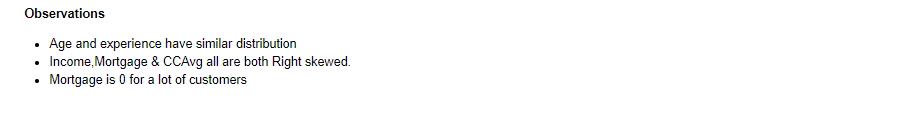 Observations
• Age and experience have similar distribution
• Income,Mortgage & CCAvg all are both Right skewed.
• Mortgage is 0 for a lot of customers